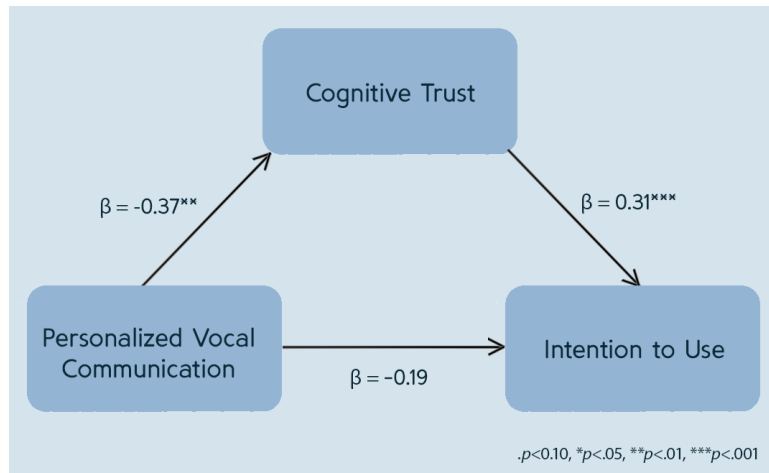 Cognitive Trust
β = -0.37**
β = 0.31***
Personalized Vocal
Communication
Intention to Use
β = -0.19
.p<0.10, *p<.05, **p<.01, ***p<.001